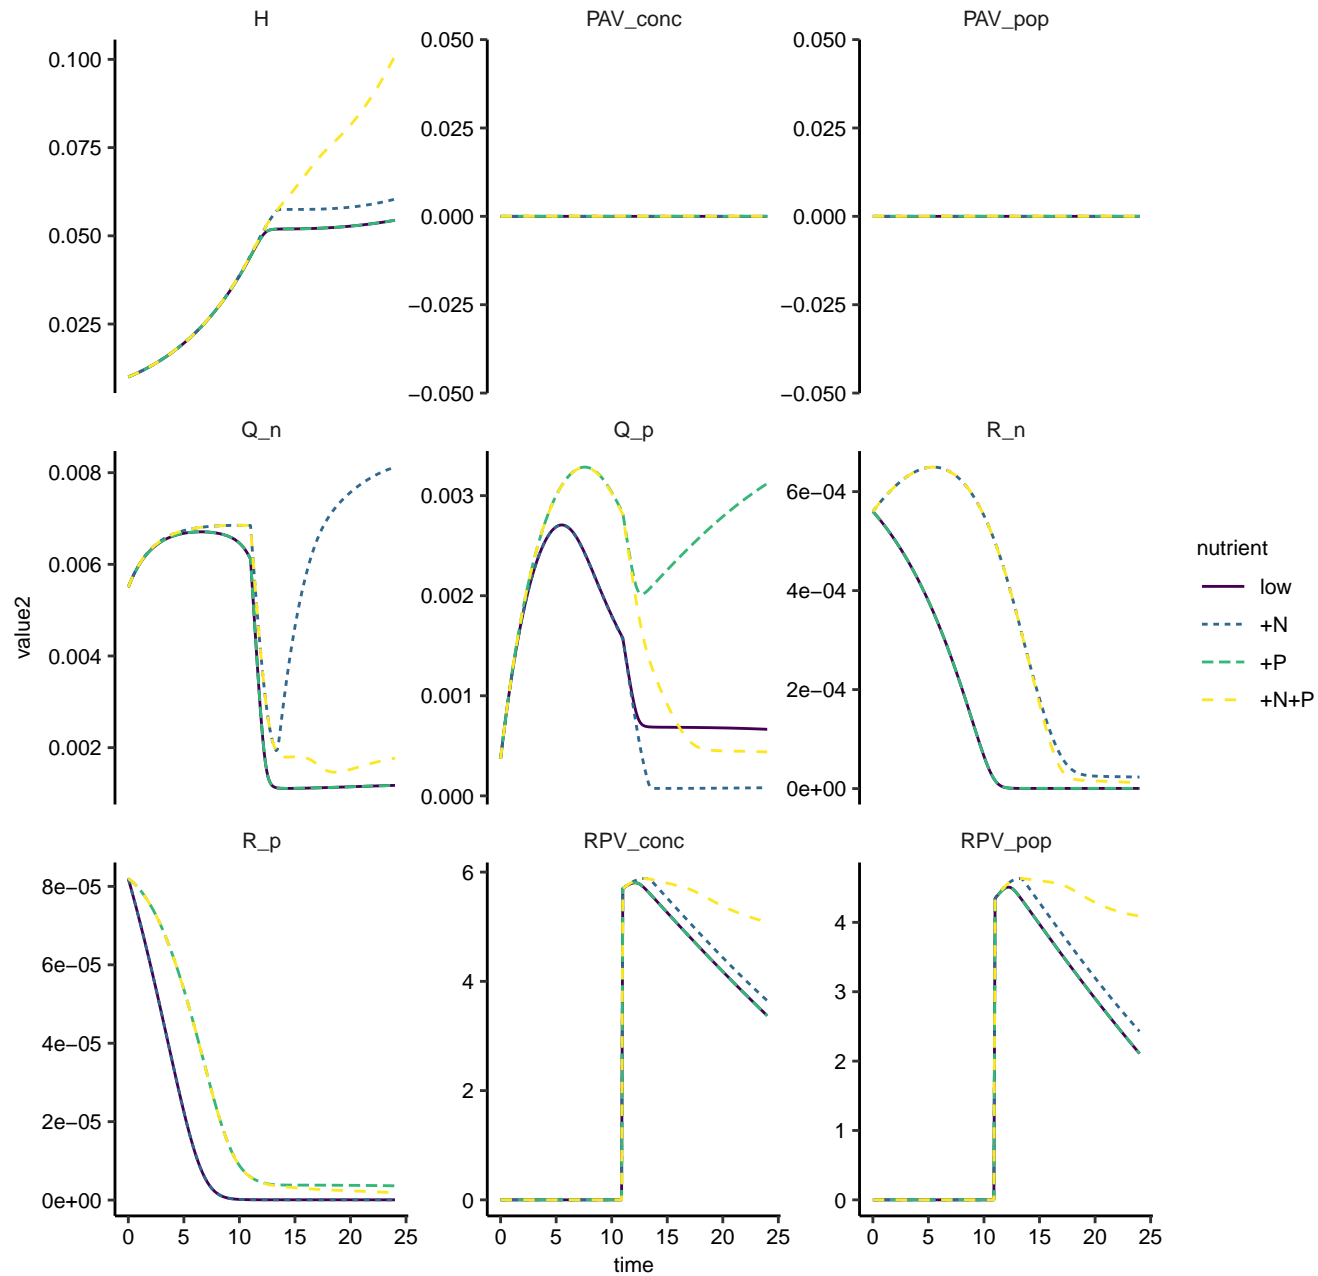 H
PAV_conc
PAV_pop
0.100
0.075
0.050
0.025
0.050
0.025
0.000
−0.025
−0.050
0.050
0.025
0.000
−0.025
−0.050
Q_n
Q_p
R_n
0.008
0.006
0.004
0.002
0.003
0.002
0.001
0.000
6e−04
4e−04
2e−04
0e+00
R_p
RPV_conc
RPV_pop
8e−05
6e−05
4e−05
2e−05
0e+00
6
4
2
0
4
3
2
1
0
0 5 10 15 20 25
0 5 10 15 20 25
0 5 10 15 20 25
time
value2
nutrient
low
+N
+P
+N+P